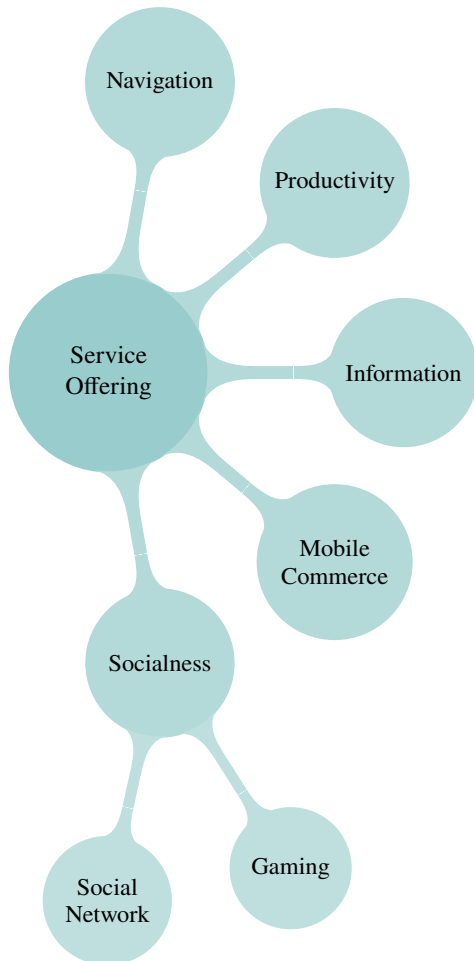 Navigation
Productivity
Service
Offering
Information
Mobile
Commerce
Socialness
Gaming
Social
Network